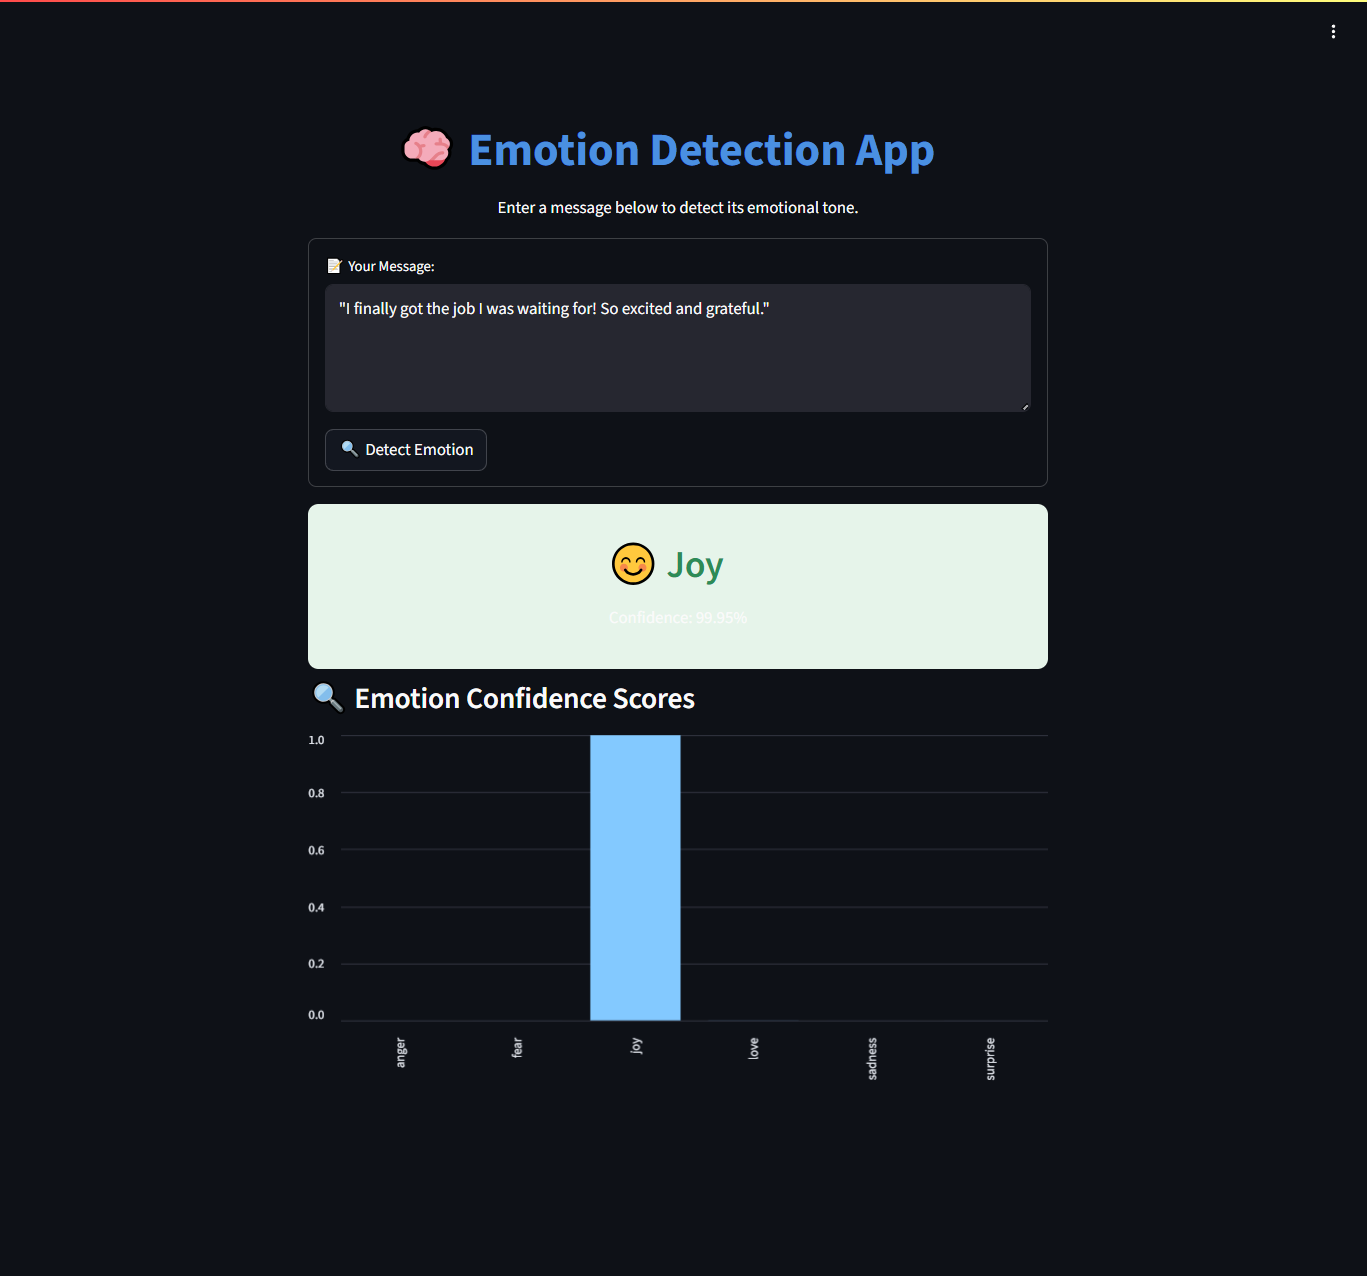 Emotion Detection App
Enter a message below to detect its emotional tone.
Your Message:
"I finally got the job I was waiting for! So excited and grateful."
Detect Emotion
Joy
Confidence: 99.95%
Emotion Confidence Scores
1.0
0.8
0.6
0.4
0.2
0.0
anger
fear
joy
love
sadness
surprise